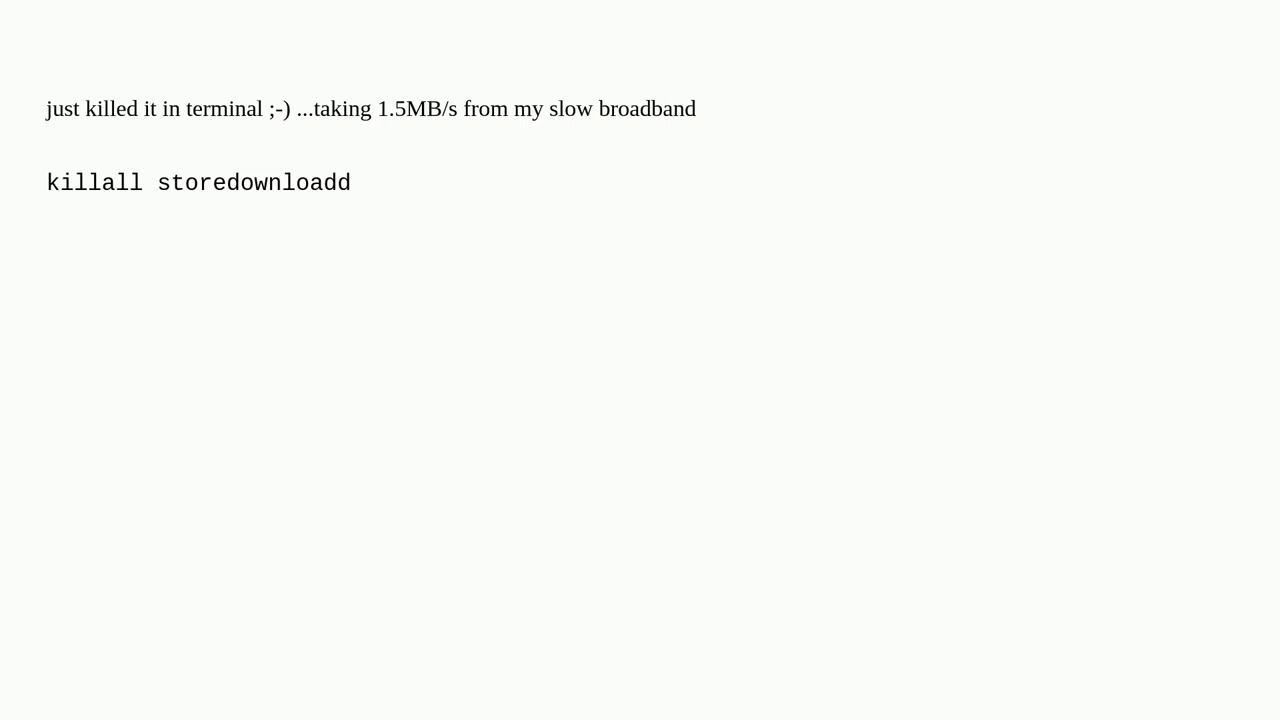 just killed it in terminal ;-) ...taking 1.5MB/s from my slow broadband
killall storedownloadd